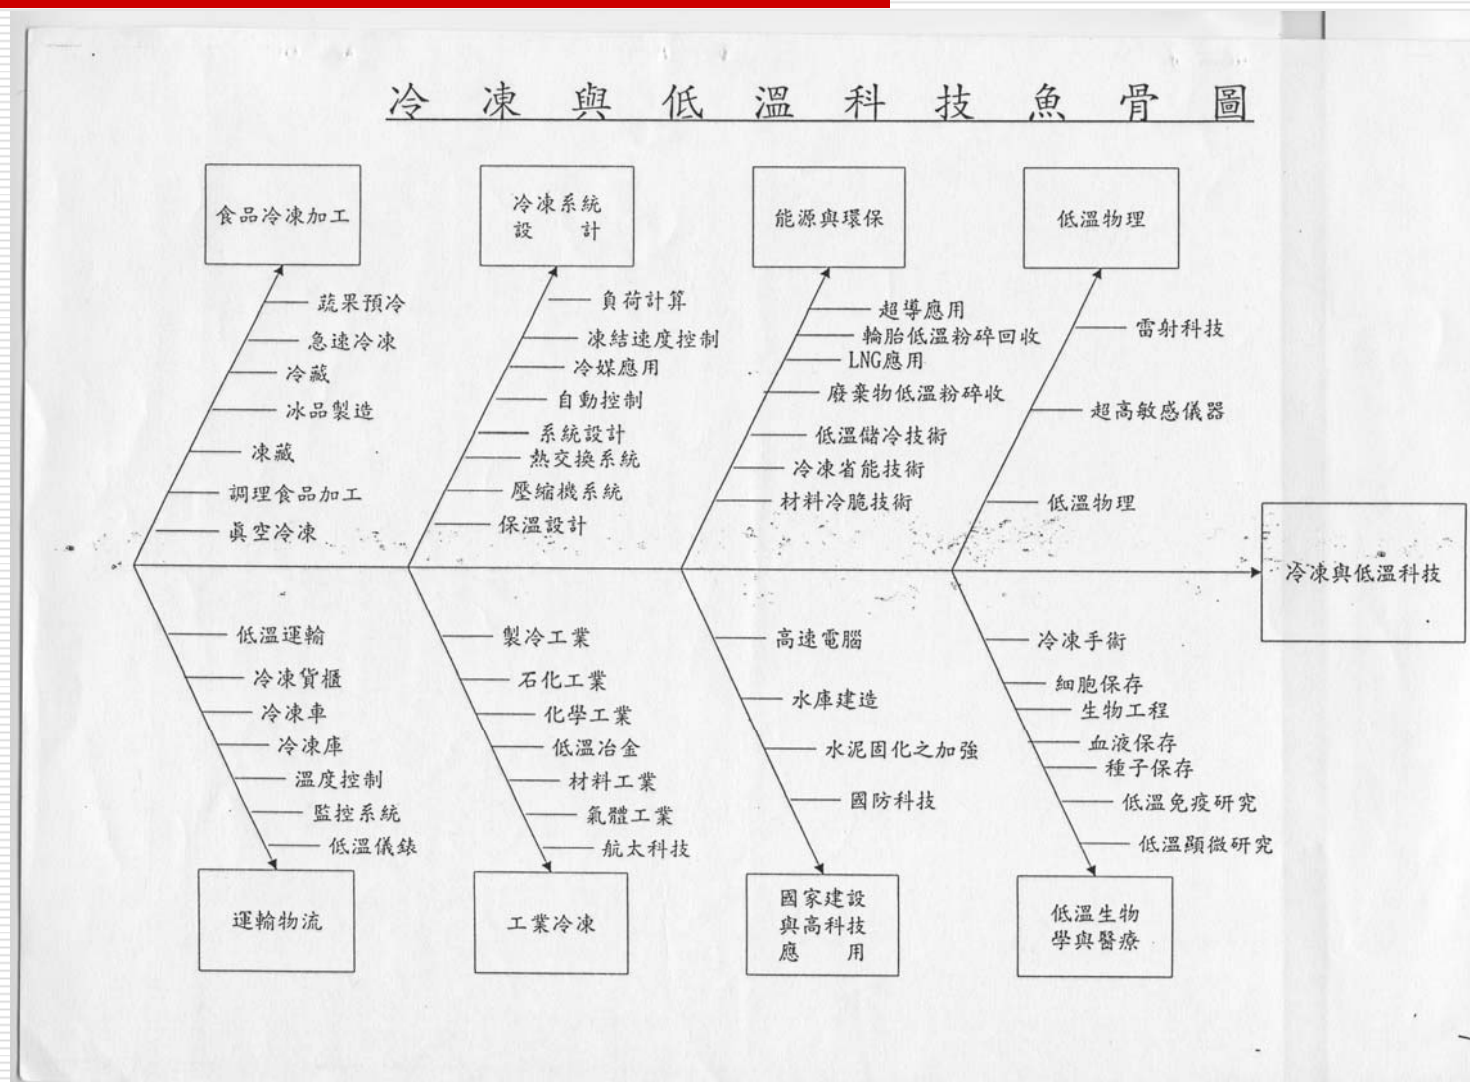 冷凍與低溫科技魚骨圖
食品冷凍加工
蔬果預冷
急速冷凍
冷藏
冰品製造
凍藏
調理食品加工
眞空冷凍
冷凍系統
設計
負荷計算
凍結速度控制
冷媒應用
自動控制
系統設計
熱交換系統
壓縮機系統
保溫設計
能源與環保
超導應用
輪胎低溫粉碎回收
LNG應用
廢棄物低溫粉碎收
低溫儲冷技術
冷凍省能技術
材料冷脆技術
低溫物理
雷射科技
超高敏感儀器
低溫物理
冷凍與低溫科技
低溫運輸
冷凍貨櫃
冷凍車
冷凍庫
溫度控制
監控系統
低溫儀錶
運輸物流
製冷工業
石化工業
化學工業
低溫冶金
材料工業
氣體工業
航太科技
工業冷凍
高速電腦
水庫建造
水泥固化之加強
國防科技
國家建設
與高科技
應用
冷凍手術
細胞保存
生物工程
血液保存
種子保存
低溫免疫研究
低溫顯微研究
低溫生物
學與醫療